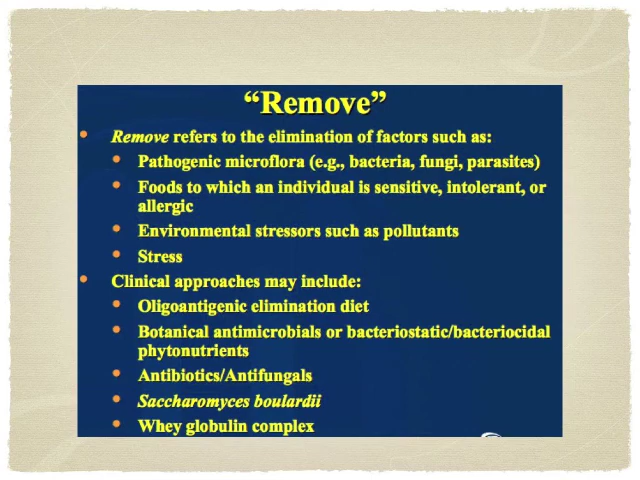 “Remove”
• Remove refers to the elimination of factors such as:
• Pathogenic microflora (e.g., bacteria, fungi, parasites)
• Foods to which an individual is sensitive, intolerant, or
allergic
• Environmental stressors such as pollutants
• Stress
• Clinical approaches may include:
• Oligoantigenic elimination diet
• Botanical antimicrobials or bacteriostatic/bacteriocidal
phytonutrients
• Antibiotics/Antifungals
• Saccharomyces boulardii
• Whey globulin complex